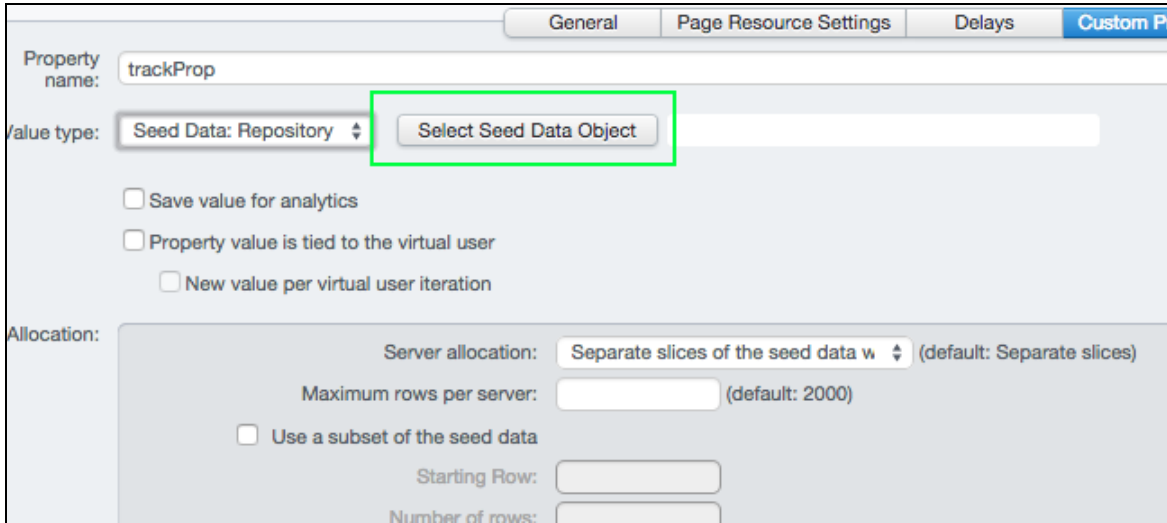 General Page Resource Settings Delays Custom P
Property
name: trackProp
Value type: Seed Data: Repository Select Seed Data Object
Save value for analytics
Property value is tied to the virtual user
New value per virtual user iteration
Allocation:
Server allocation: Separate slices of the seed data w (default: Separate slices)
Maximum rows per server: (default: 2000)
Use a subset of the seed data
Starting Row:
Number of rows: